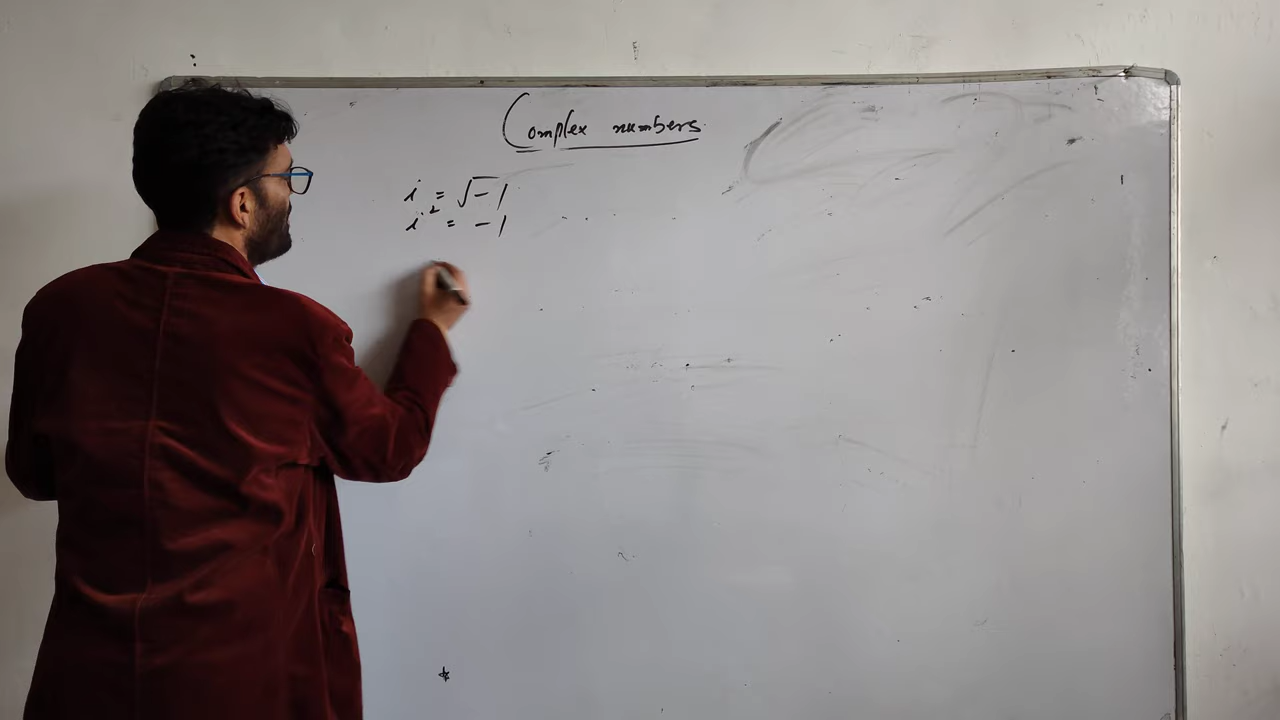 Complex numbers
i = √-1
i² = -1